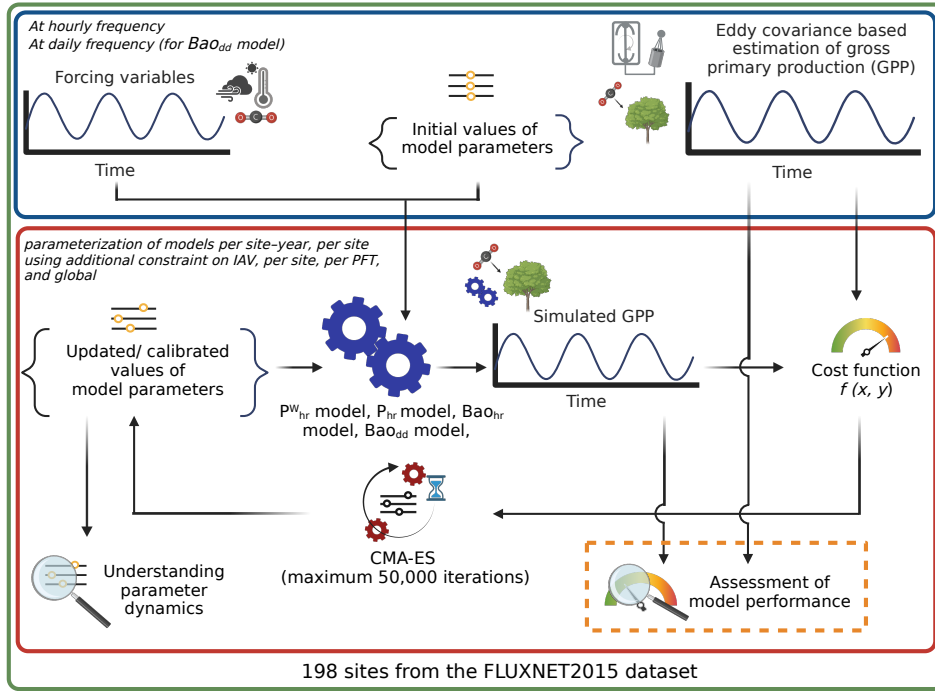 At hourly frequency
At daily frequency (for Bao_dd model)
Forcing variables
Time
Initial values of
model parameters
Eddy covariance based
estimation of gross
primary production (GPP)
Time
O C O
O C O
parameterization of models per site–year, per site
using additional constraint on IAV, per site, per PFT,
and global
Updated/ calibrated
values of
model parameters
P^W_hr model, P_hr model, Bao_hr
model, Bao_dd model,
O C O
Simulated GPP
Time
Cost function
f (x, y)
CMA-ES
(maximum 50,000 iterations)
Understanding
parameter
dynamics
Assessment of
model performance
198 sites from the FLUXNET2015 dataset